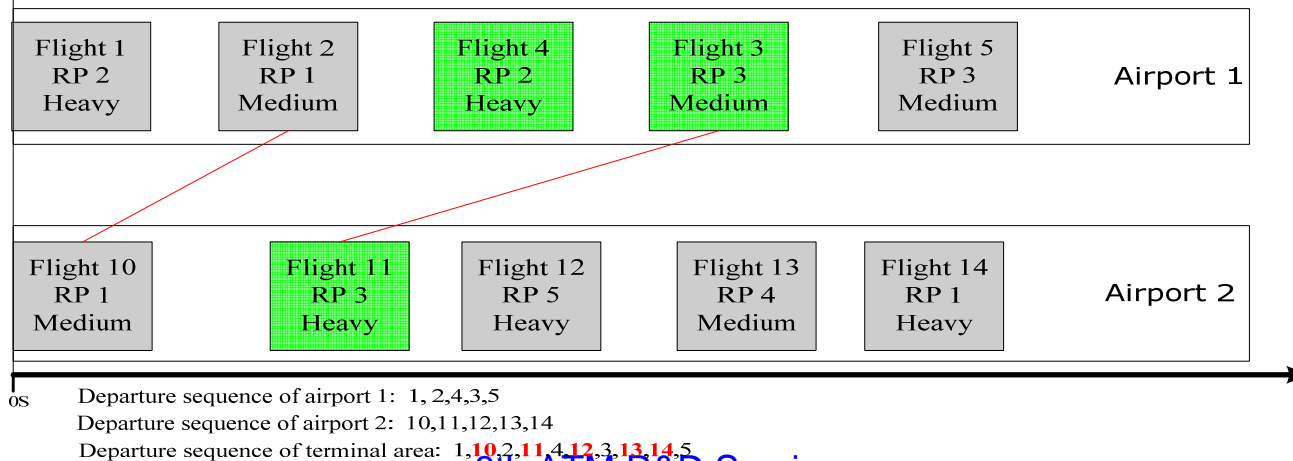 Flight 1
RP 2
Heavy
Flight 2
RP 1
Medium
Flight 4
RP 2
Heavy
Flight 3
RP 3
Medium
Flight 5
RP 3
Medium
Airport 1
Flight 10
RP 1
Medium
Flight 11
RP 3
Heavy
Flight 12
RP 5
Heavy
Flight 13
RP 4
Medium
Flight 14
RP 1
Heavy
Airport 2
0S
Departure sequence of airport 1: 1, 2,4,3,5
Departure sequence of airport 2: 10,11,12,13,14
Departure sequence of terminal area: 1,10,2,11,4,12,3,13,14,5
ATM R&D